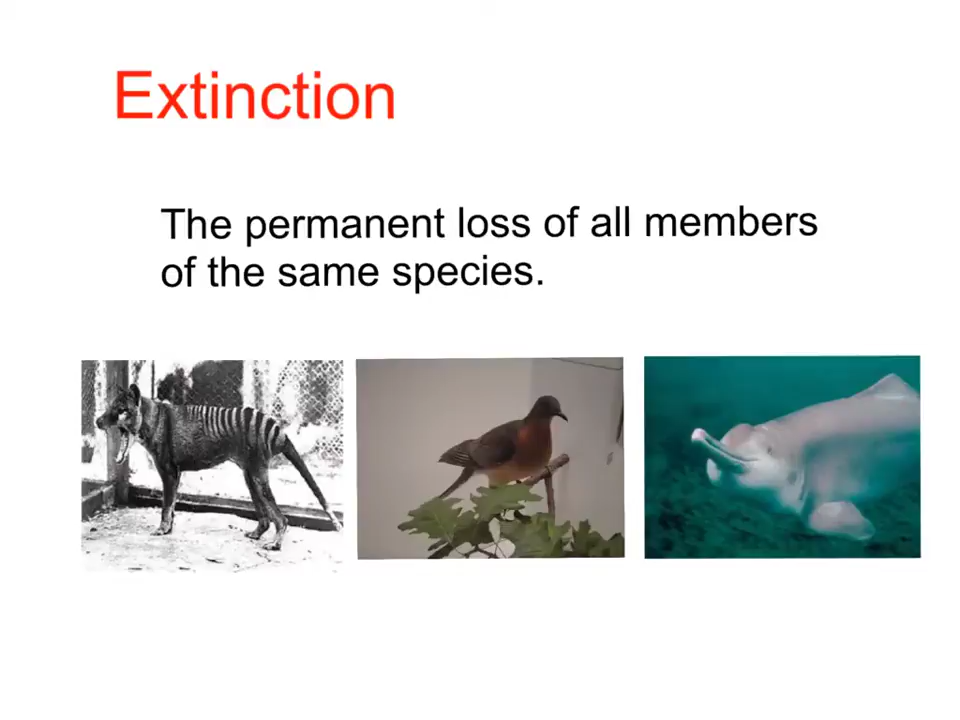 Extinction
The permanent loss of all members
of the same species.